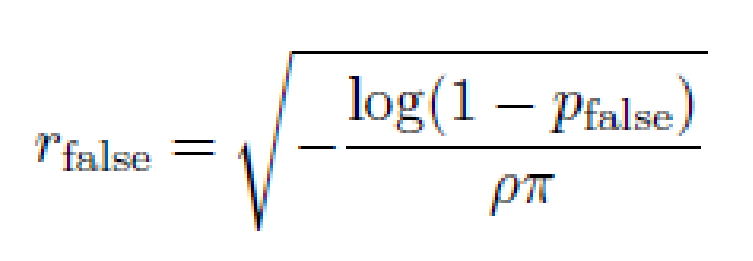 r_false = √(−log(1 − p_false)/(ρπ))